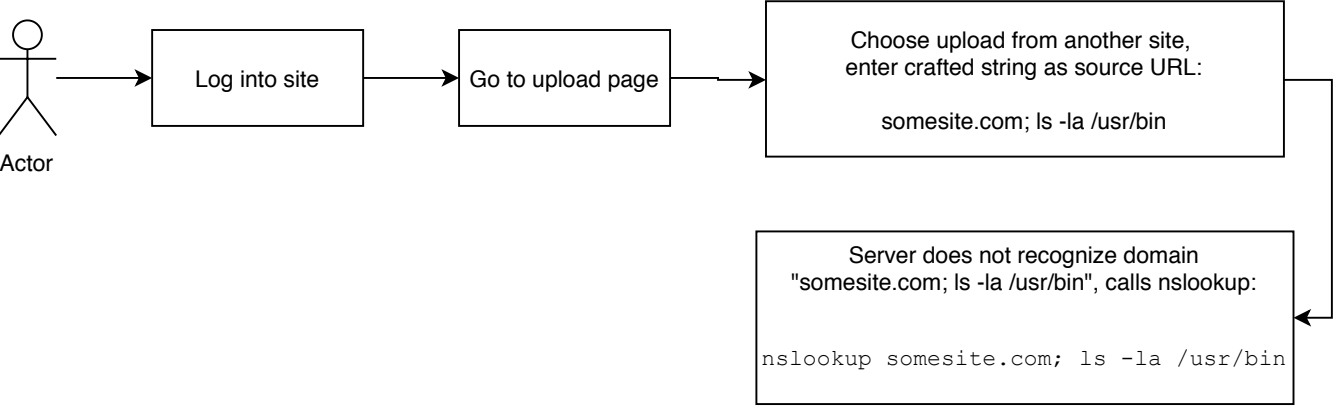 Actor
Log into site
Go to upload page
Choose upload from another site,
enter crafted string as source URL:
somesite.com; ls -la /usr/bin
Server does not recognize domain
"somesite.com; ls -la /usr/bin", calls nslookup:
nslookup somesite.com; ls -la /usr/bin